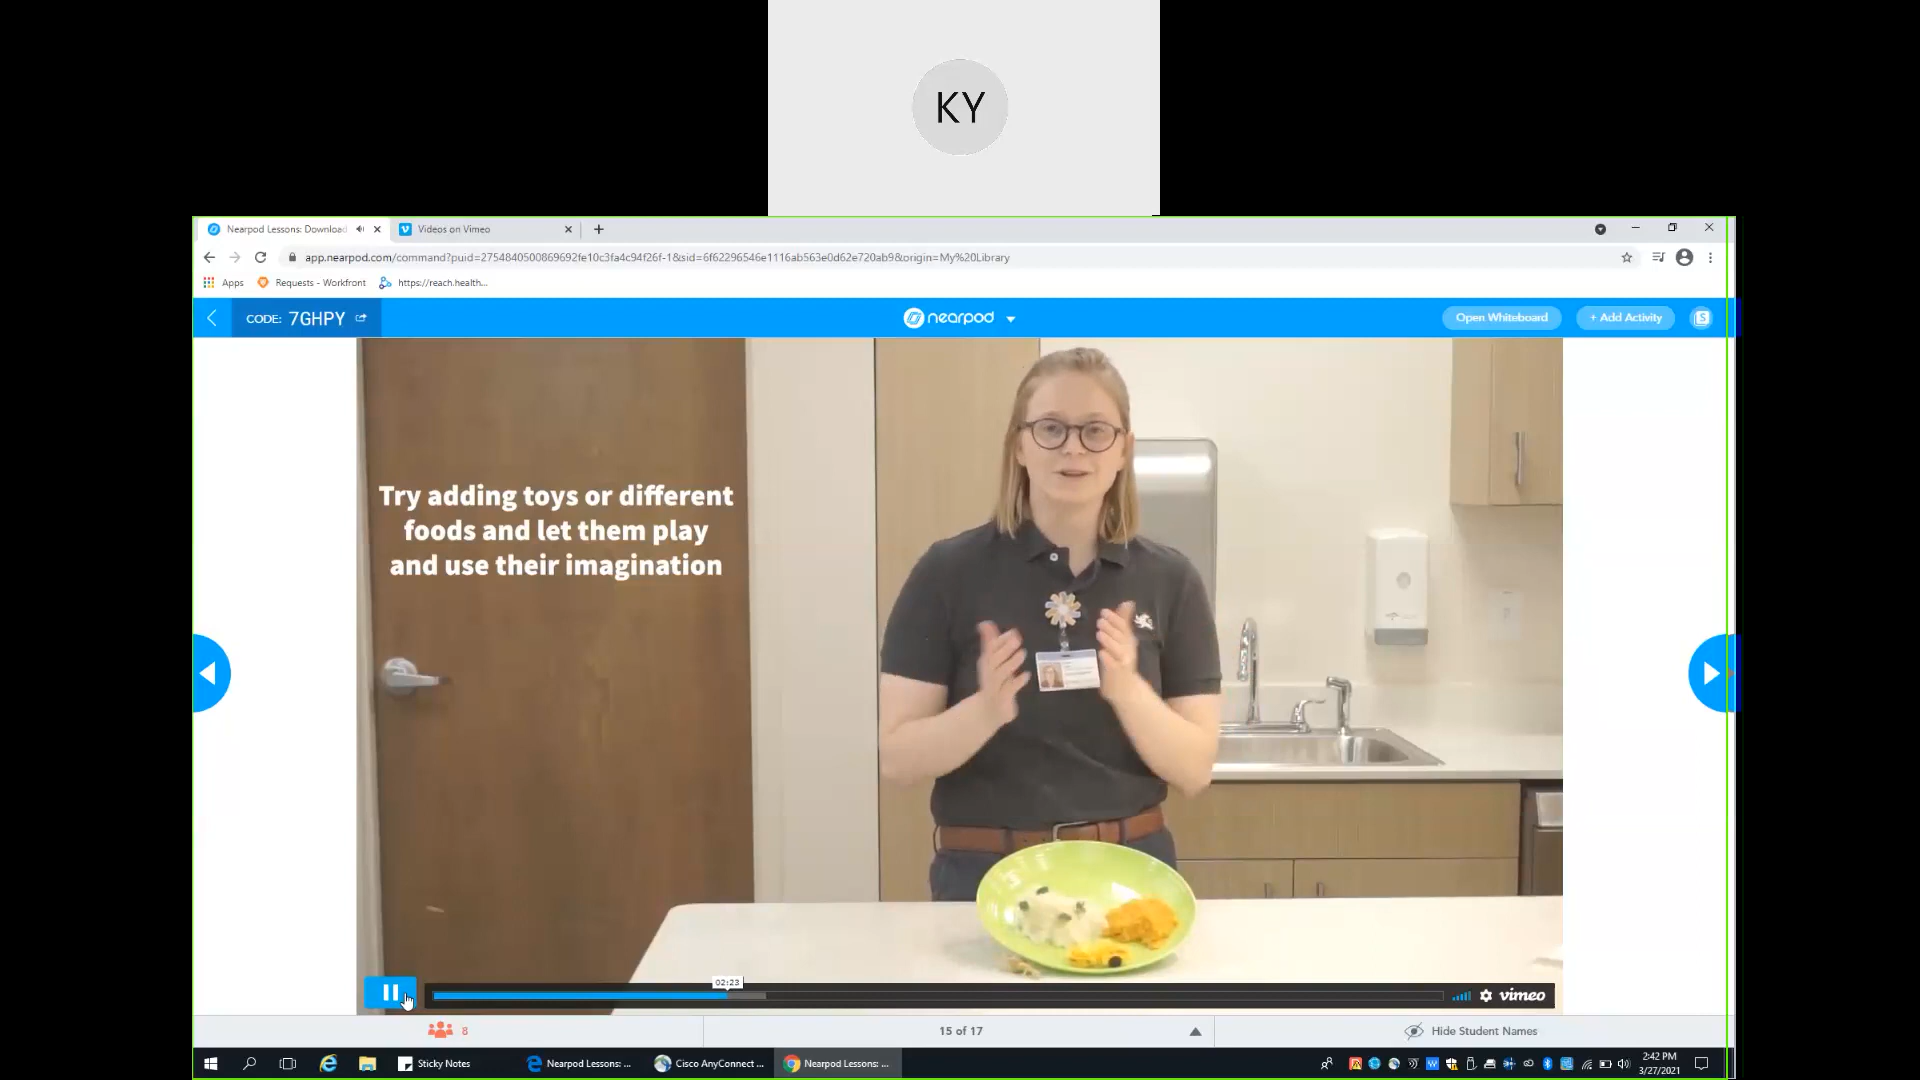 KY
Nearpod Lessons: Download
Videos on Vimeo
app.nearpod.com/command?puid=2754840500869692fe10c3fa4c94f26f-1&sid=6f62296546e1116ab563e0d62e720ab9&origin=My%20Library
Apps
Requests - Workfront
https://reach.health...
CODE: 7GHPY
nearpod
Open Whiteboard
+ Add Activity
S
Try adding toys or different
foods and let them play
and use their imagination
02:23
vimeo
8
15 of 17
Hide Student Names
Sticky Notes
Nearpod Lessons: ...
Cisco AnyConnect ...
Nearpod Lessons: ...
2:42 PM
3/27/2021